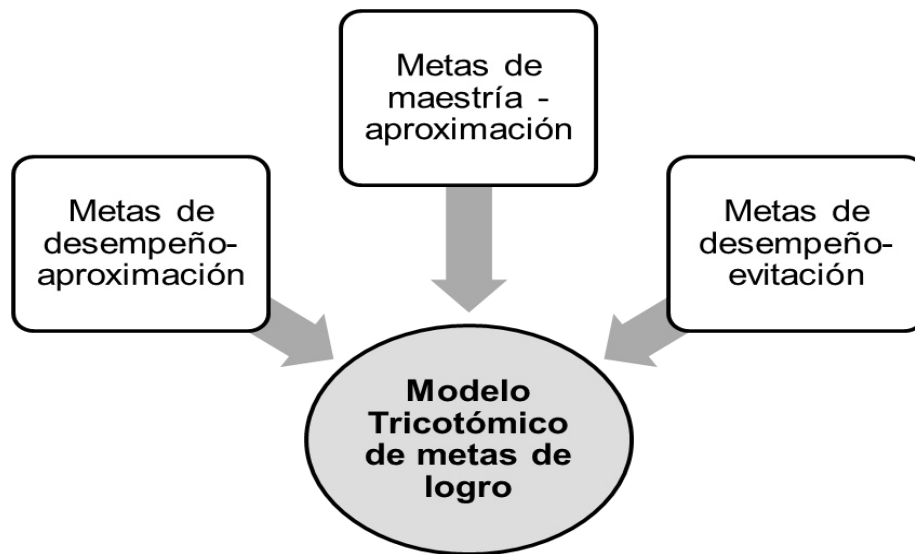 Metas de
maestría -
aproximación
Metas de
desempeño-
aproximación
Metas de
desempeño-
evitación
Modelo
Tricotómico
de metas de
logro